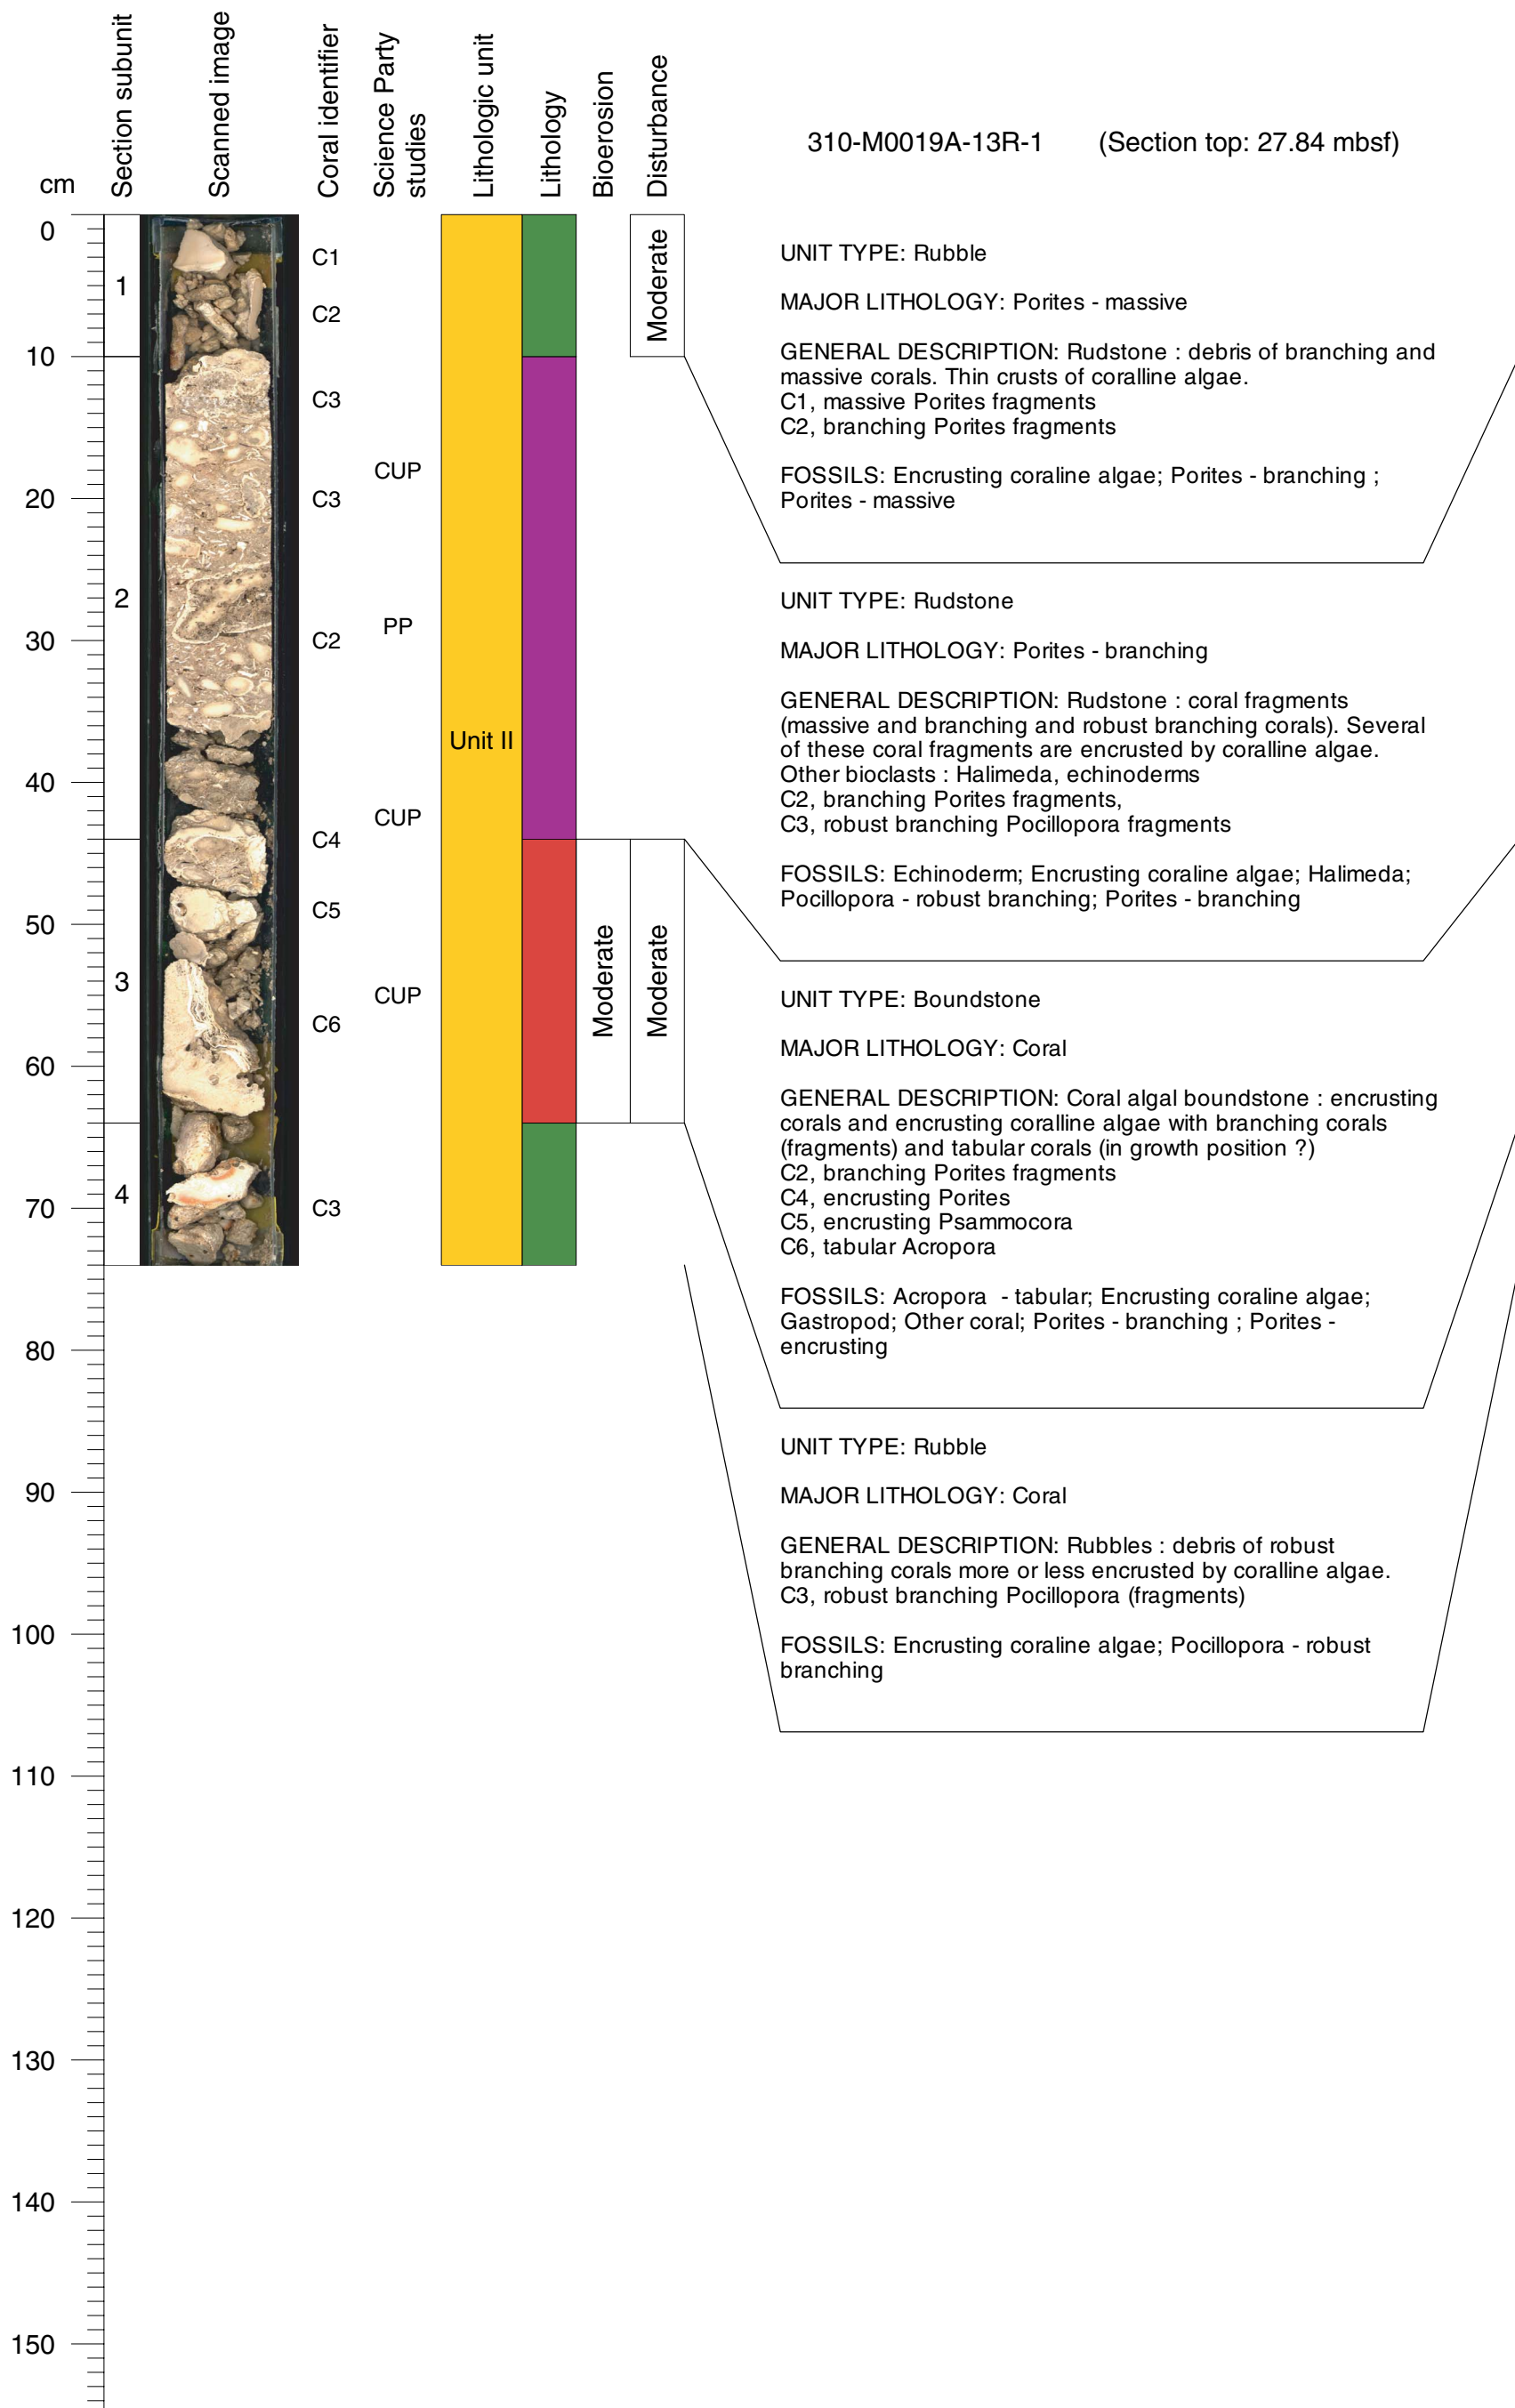 Section subunit
Scanned image
Coral identifier
Science Party
studies
Lithologic unit
Lithology
Bioerosion
Disturbance
310-M0019A-13R-1 (Section top: 27.84 mbsf)
cm
0
10
20
30
40
50
60
70
80
90
100
110
120
130
140
150
1
2
3
4
C1
C2
C3
C3
C2
C4
C5
C6
C3
CUP
PP
CUP
CUP
Unit II
Moderate
Moderate
Moderate
UNIT TYPE: Rubble
MAJOR LITHOLOGY: Porites - massive
GENERAL DESCRIPTION: Rudstone : debris of branching and
massive corals. Thin crusts of coralline algae.
C1, massive Porites fragments
C2, branching Porites fragments
FOSSILS: Encrusting coraline algae; Porites - branching ;
Porites - massive
UNIT TYPE: Rudstone
MAJOR LITHOLOGY: Porites - branching
GENERAL DESCRIPTION: Rudstone : coral fragments
(massive and branching and robust branching corals). Several
of these coral fragments are encrusted by coralline algae.
Other bioclasts : Halimeda, echinoderms
C2, branching Porites fragments,
C3, robust branching Pocillopora fragments
FOSSILS: Echinoderm; Encrusting coraline algae; Halimeda;
Pocillopora - robust branching; Porites - branching
UNIT TYPE: Boundstone
MAJOR LITHOLOGY: Coral
GENERAL DESCRIPTION: Coral algal boundstone : encrusting
corals and encrusting coralline algae with branching corals
(fragments) and tabular corals (in growth position ?)
C2, branching Porites fragments
C4, encrusting Porites
C5, encrusting Psammocora
C6, tabular Acropora
FOSSILS: Acropora - tabular; Encrusting coraline algae;
Gastropod; Other coral; Porites - branching ; Porites -
encrusting
UNIT TYPE: Rubble
MAJOR LITHOLOGY: Coral
GENERAL DESCRIPTION: Rubbles : debris of robust
branching corals more or less encrusted by coralline algae.
C3, robust branching Pocillopora (fragments)
FOSSILS: Encrusting coraline algae; Pocillopora - robust
branching